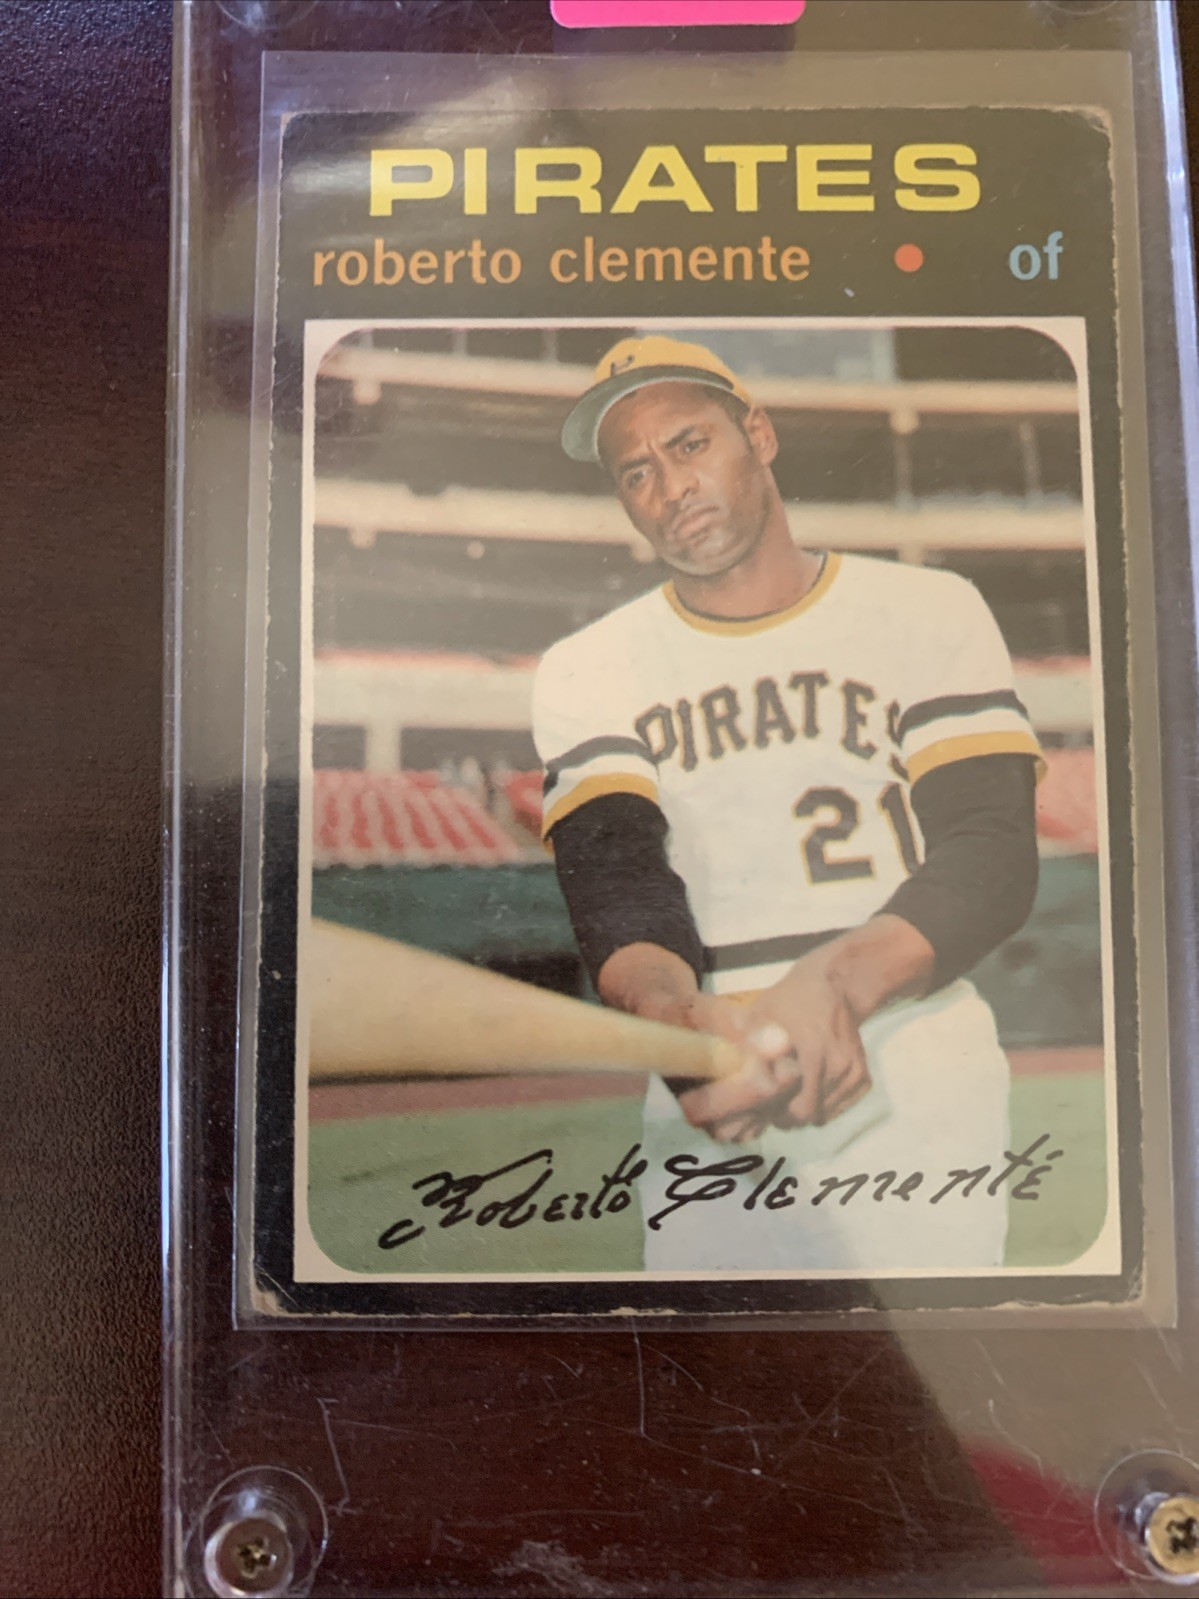 PIRATES
roberto clemente • of
PIRATES
21
Roberto Clemente